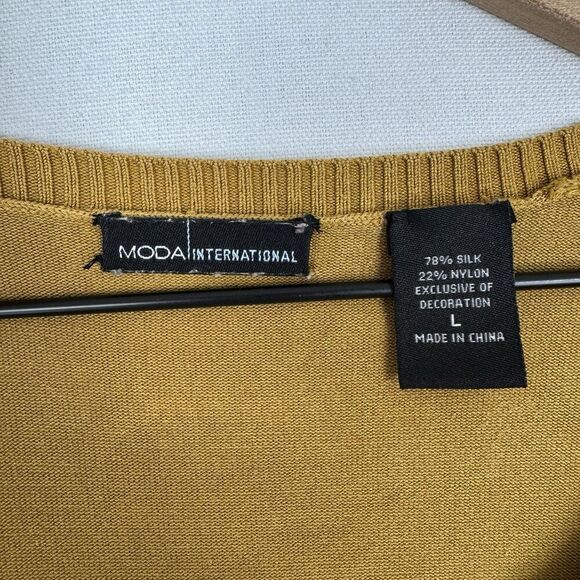 MODA INTERNATIONAL
78% SILK
22% NYLON
EXCLUSIVE OF
DECORATION
L
MADE IN CHINA